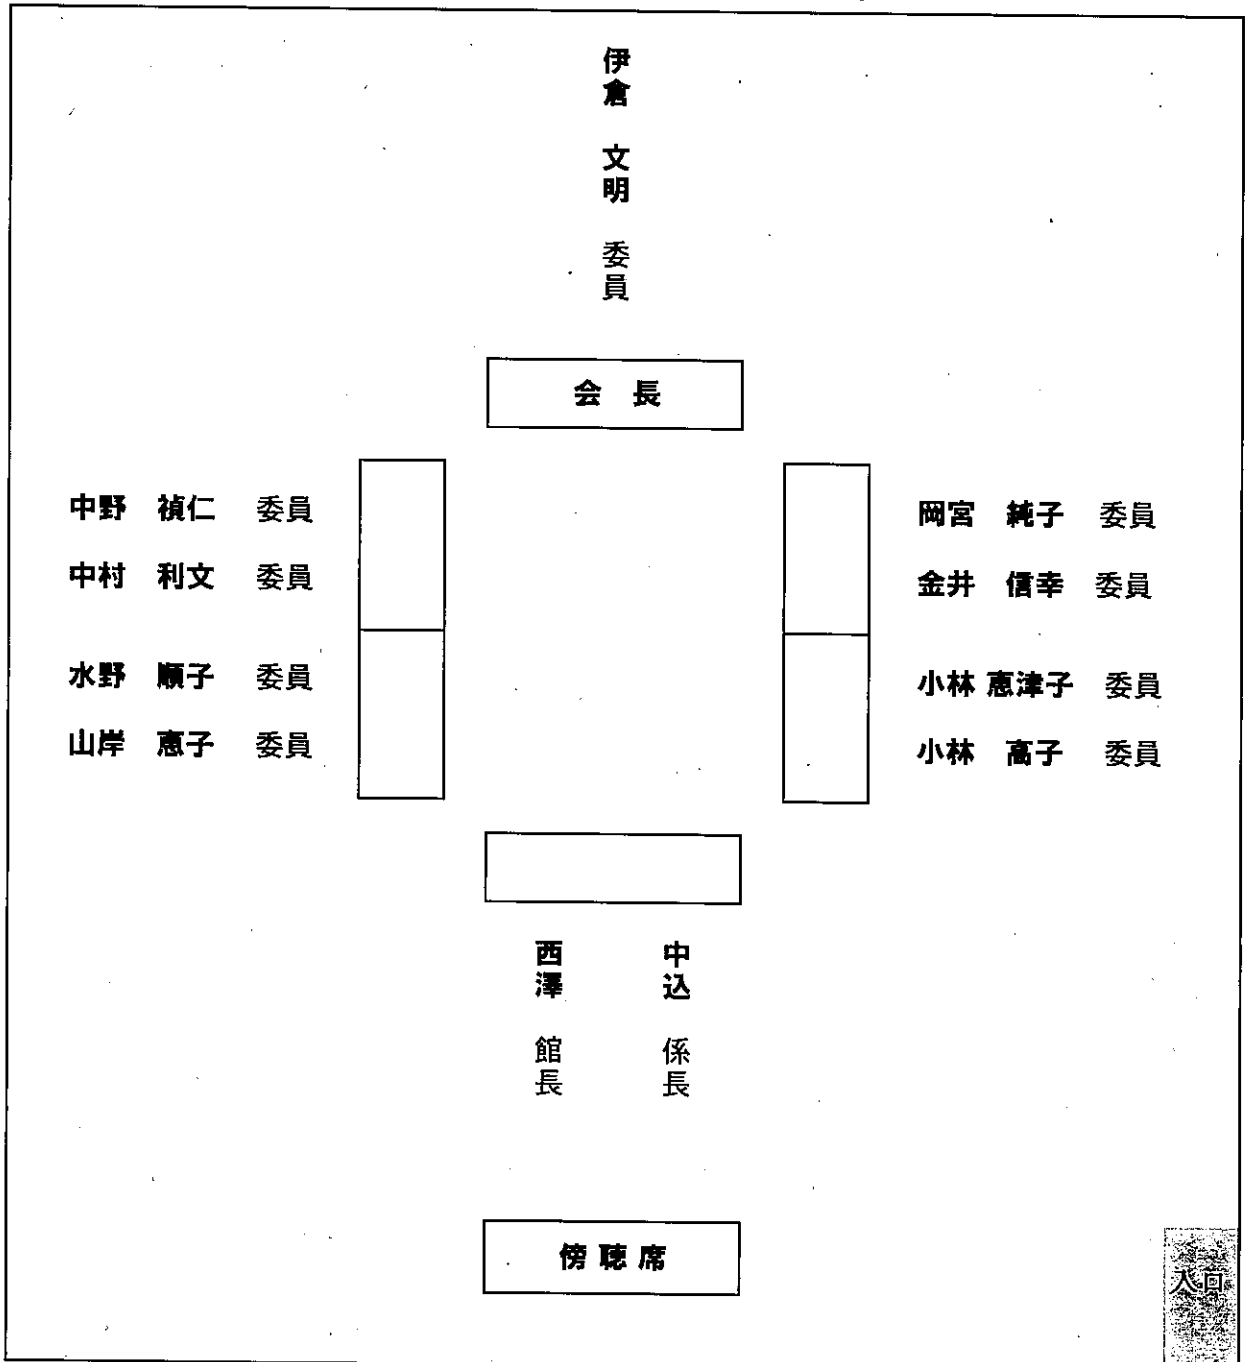 伊倉　文明　委員
会　長
中野　禎仁　委員
中村　利文　委員
水野　順子　委員
山岸　恵子　委員
岡宮　純子　委員
金井　信幸　委員
小林 恵津子　委員
小林　高子　委員
西澤　館長
中込　係長
傍聴席
入口